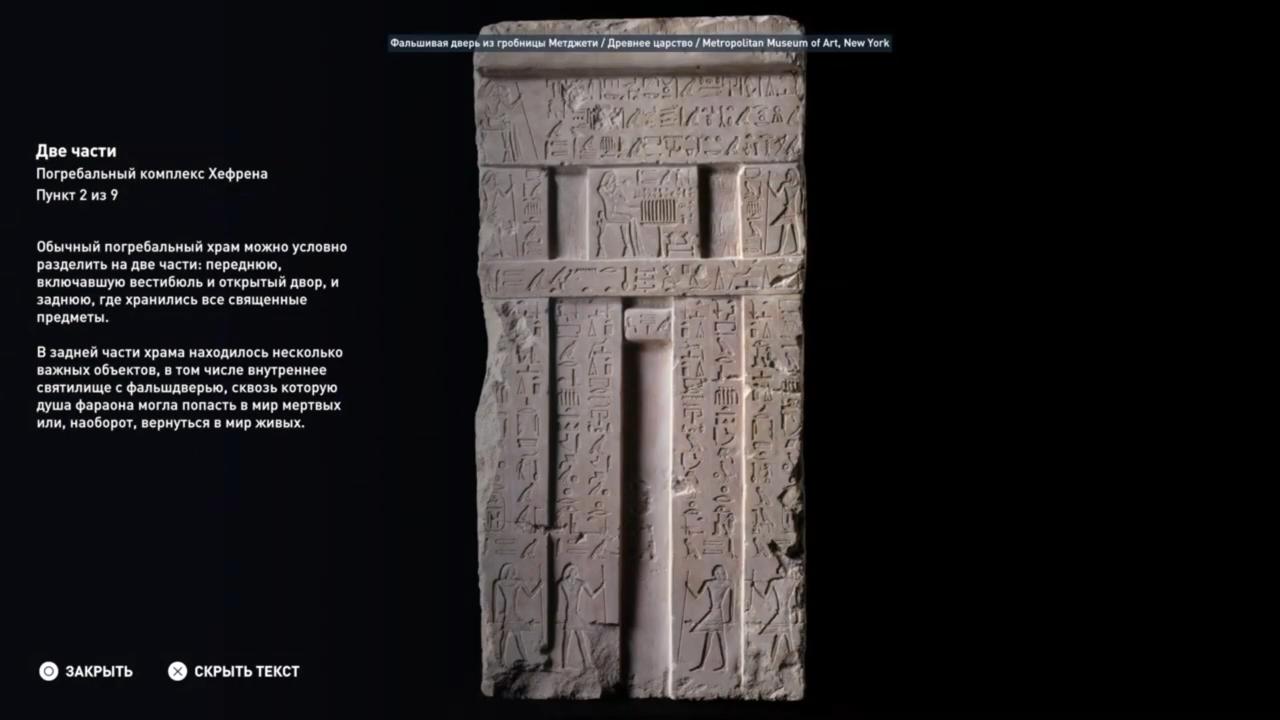 Фальшивая дверь из гробницы Метджети / Древнее царство / Metropolitan Museum of Art, New York
Две части
Погребальный комплекс Хефрена
Пункт 2 из 9
Обычный погребальный храм можно условно
разделить на две части: переднюю,
включавшую вестибюль и открытый двор, и
заднюю, где хранились все священные
предметы.
В задней части храма находилось несколько
важных объектов, в том числе внутреннее
святилище с фальшдверью, сквозь которую
душа фараона могла попасть в мир мертвых
или, наоборот, вернуться в мир живых.
ЗАКРЫТЬ
СКРЫТЬ ТЕКСТ